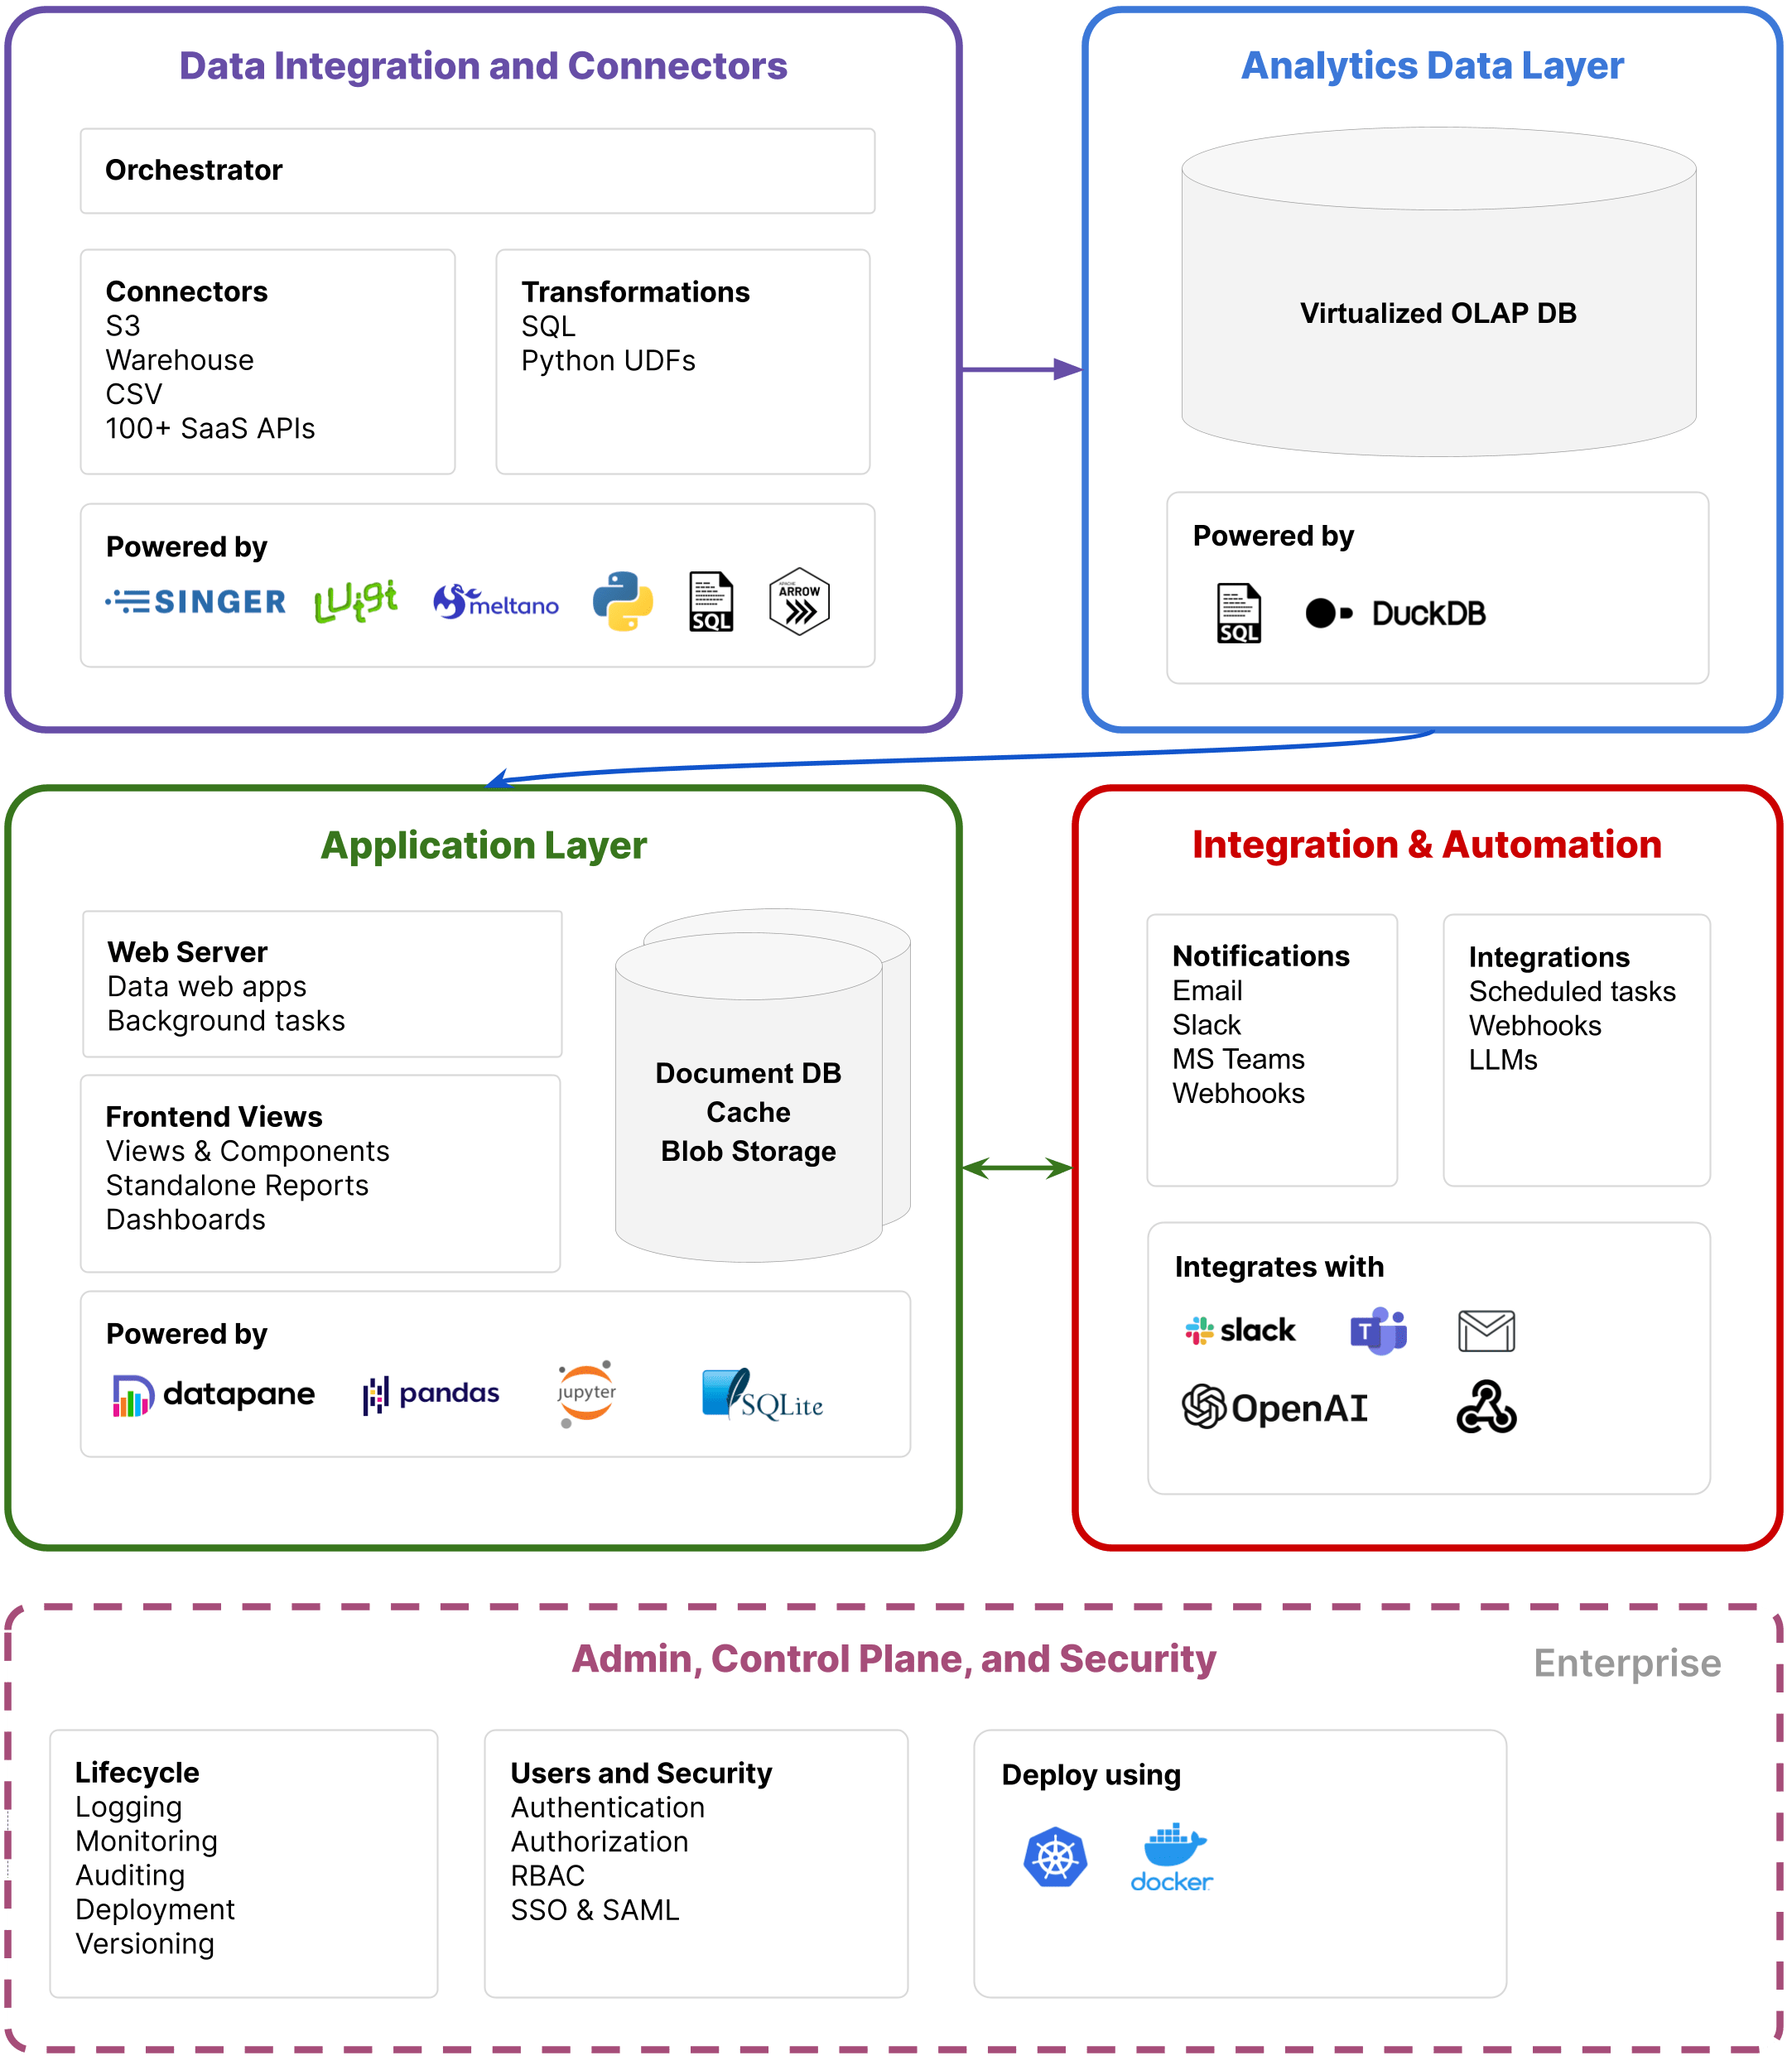 Data Integration and Connectors
Orchestrator
Connectors
S3
Warehouse
CSV
100+ SaaS APIs
Transformations
SQL
Python UDFs
Powered by
SINGER
Luigi
meltano
SQL
APACHE
ARROW
Analytics Data Layer
Virtualized OLAP DB
Powered by
SQL
DuckDB
Application Layer
Web Server
Data web apps
Background tasks
Frontend Views
Views & Components
Standalone Reports
Dashboards
Document DB
Cache
Blob Storage
Powered by
datapane
pandas
jupyter
SQLite
Integration & Automation
Notifications
Email
Slack
MS Teams
Webhooks
Integrations
Scheduled tasks
Webhooks
LLMs
Integrates with
slack
T
OpenAI
Admin, Control Plane, and Security
Enterprise
Lifecycle
Logging
Monitoring
Auditing
Deployment
Versioning
Users and Security
Authentication
Authorization
RBAC
SSO & SAML
Deploy using
docker